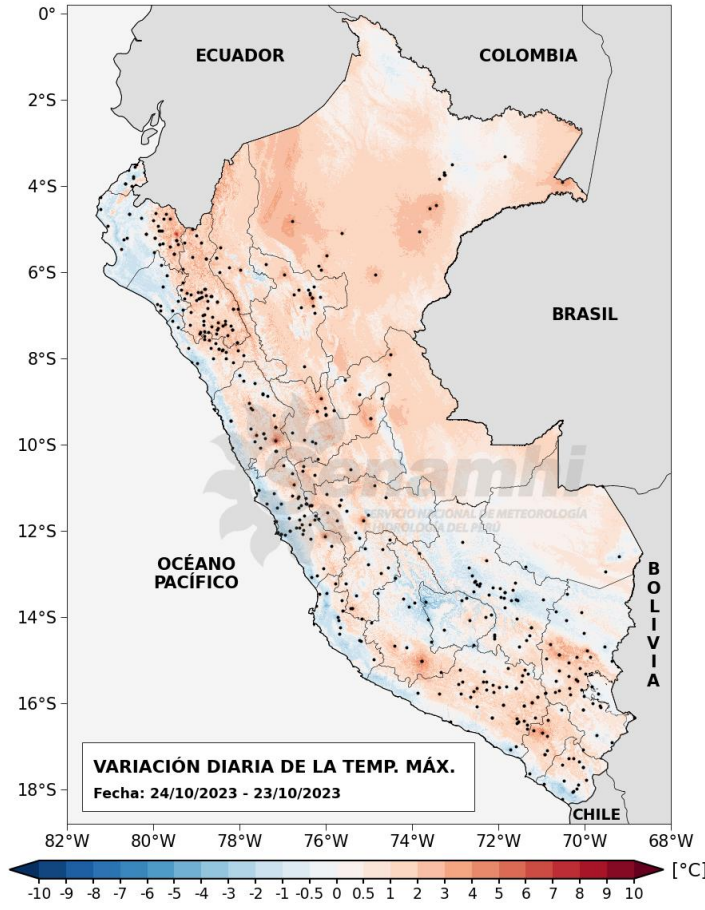 0°
2°S
4°S
6°S
8°S
10°S
12°S
14°S
16°S
18°S
ECUADOR
COLOMBIA
BRASIL
enamhi
SERVICIO NACIONAL DE METEOROLOGÍA
E HIDROLOGÍA DEL PERÚ
OCÉANO
PACÍFICO
B
O
L
I
V
I
A
VARIACIÓN DIARIA DE LA TEMP. MÁX.
Fecha: 24/10/2023 - 23/10/2023
CHILE
82°W 80°W 78°W 76°W 74°W 72°W 70°W 68°W
-10 -9 -8 -7 -6 -5 -4 -3 -2 -1 -0.5 0 0.5 1 2 3 4 5 6 7 8 9 10 [°C]